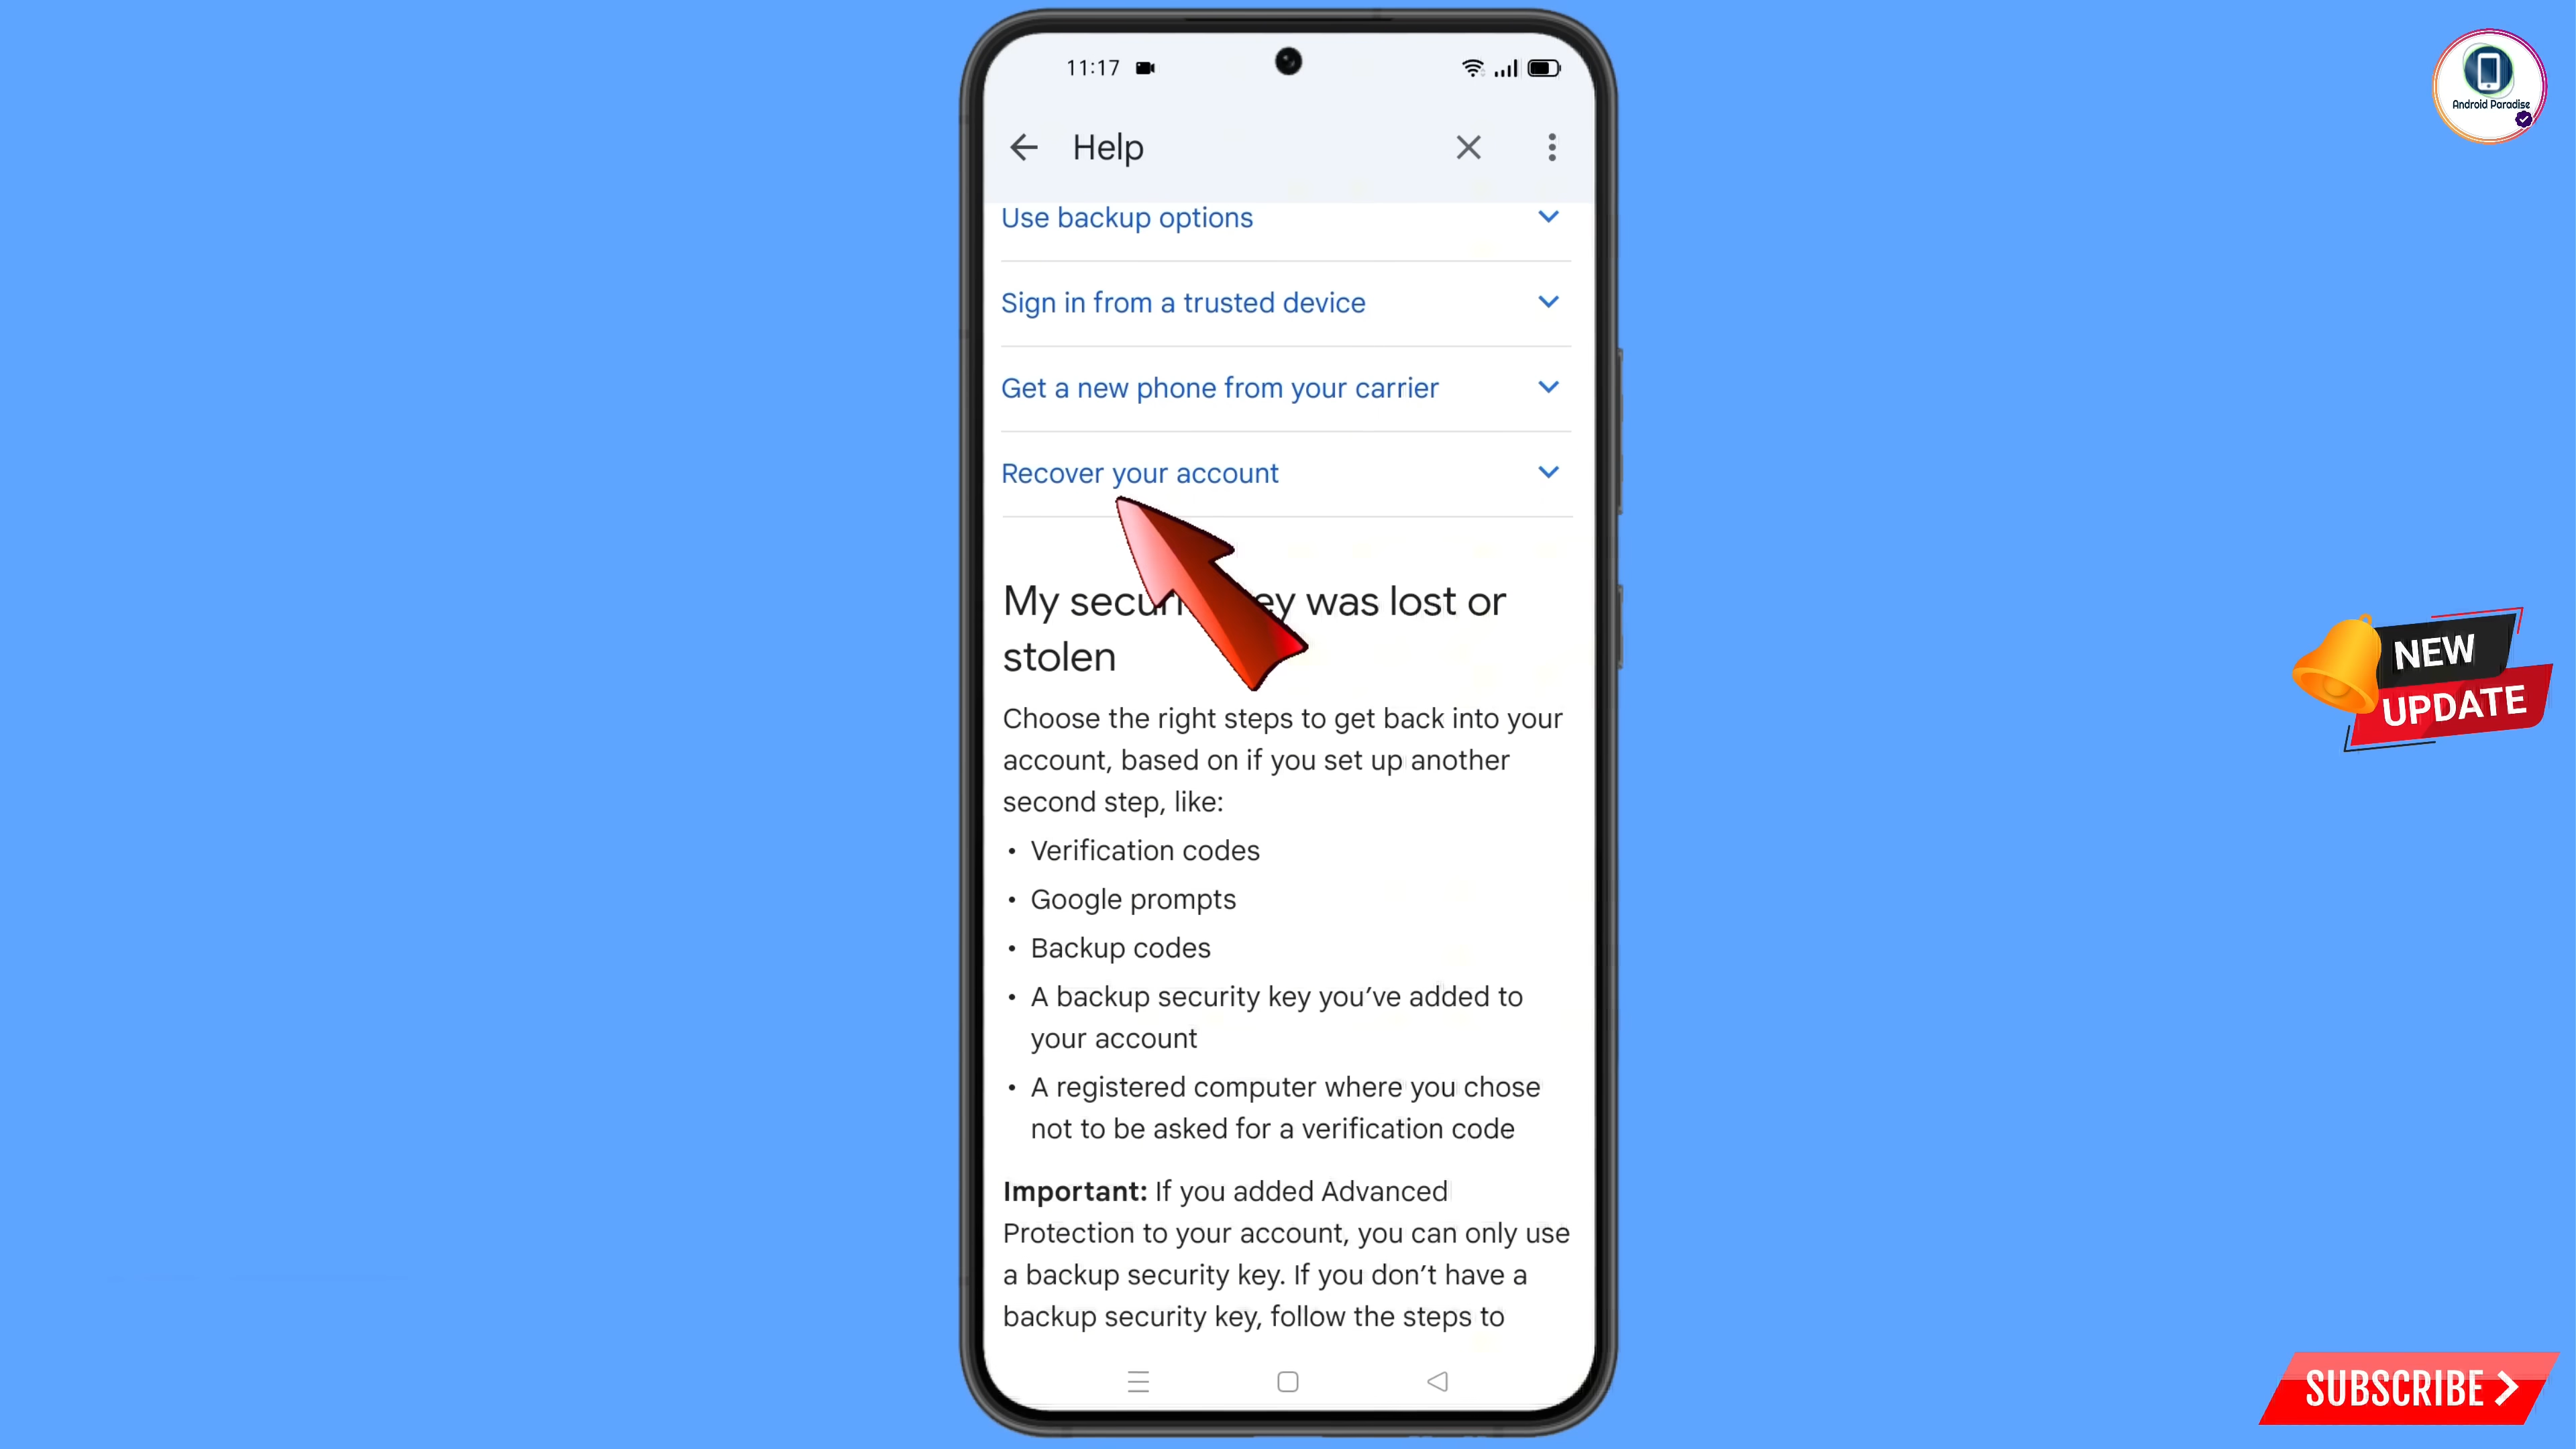 11:17
Help
Use backup options
Sign in from a trusted device
Get a new phone from your carrier
Recover your account
My securi ey was lost or
stolen
Choose the right steps to get back into your
account, based on if you set up another
second step, like:
• Verification codes
• Google prompts
• Backup codes
• A backup security key you've added to
your account
• A registered computer where you chose
not to be asked for a verification code
Important: If you added Advanced
Protection to your account, you can only use
a backup security key. If you don't have a
backup security key, follow the steps to
Android Paradise
NEW
UPDATE
SUBSCRIBE